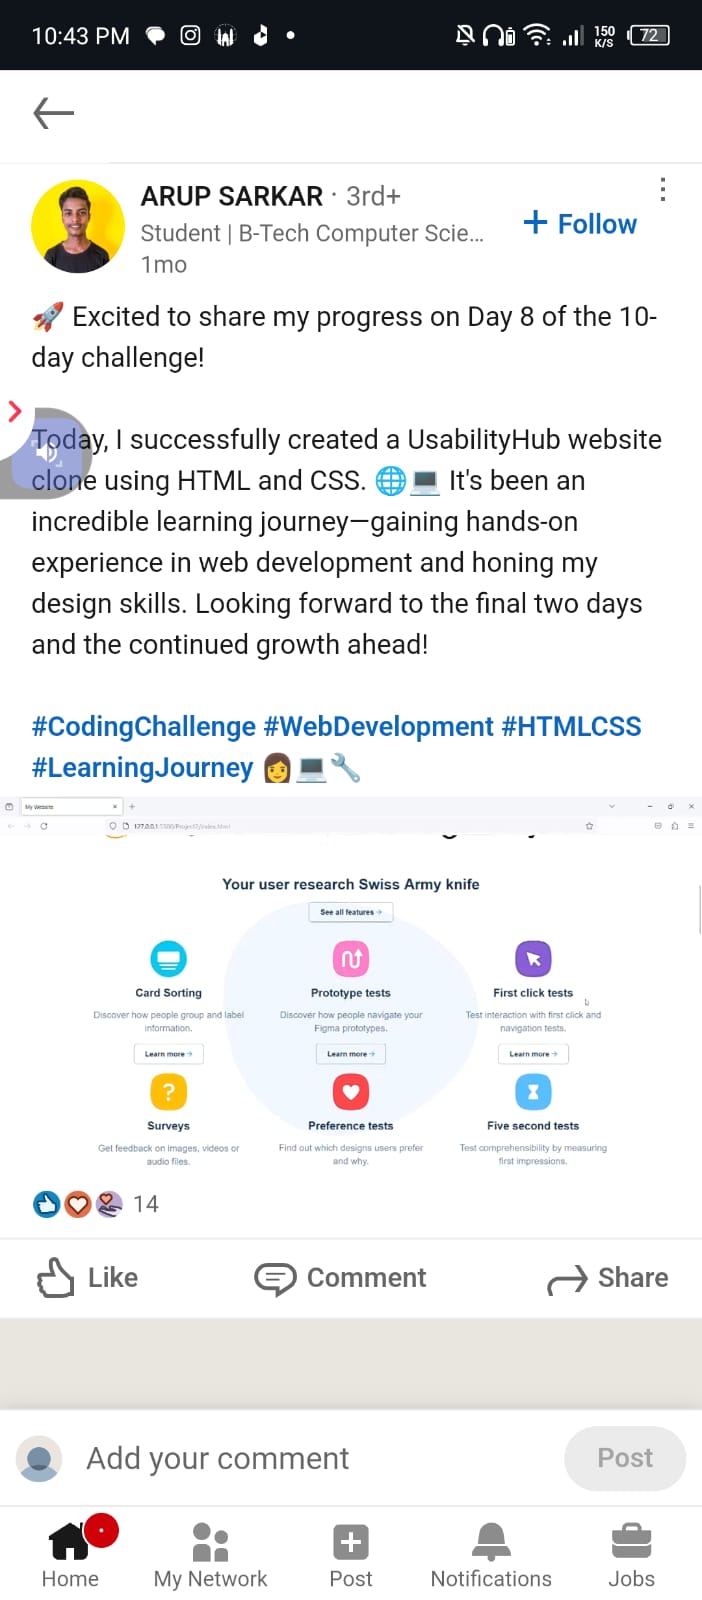 10:43 PM
150
K/S
72
ARUP SARKAR · 3rd+
Student | B-Tech Computer Scie...
1mo
+ Follow
🚀 Excited to share my progress on Day 8 of the 10-
day challenge!
Today, I successfully created a UsabilityHub website
clone using HTML and CSS. 🌐💻 It's been an
incredible learning journey—gaining hands-on
experience in web development and honing my
design skills. Looking forward to the final two days
and the continued growth ahead!
#CodingChallenge #WebDevelopment #HTMLCSS
#LearningJourney 👩💻🔧
My Website
127.0.0.1:5500/Project2/index.html
Your user research Swiss Army knife
See all features →
Card Sorting
Discover how people group and label
information.
Learn more →
Prototype tests
Discover how people navigate your
Figma prototypes.
Learn more →
First click tests
Test interaction with first click and
navigation tests.
Learn more →
?
Surveys
Get feedback on images, videos or
audio files.
Preference tests
Find out which designs users prefer
and why.
Five second tests
Test comprehensibility by measuring
first impressions.
14
Like
Comment
Share
Add your comment
Post
Home
My Network
Post
Notifications
Jobs